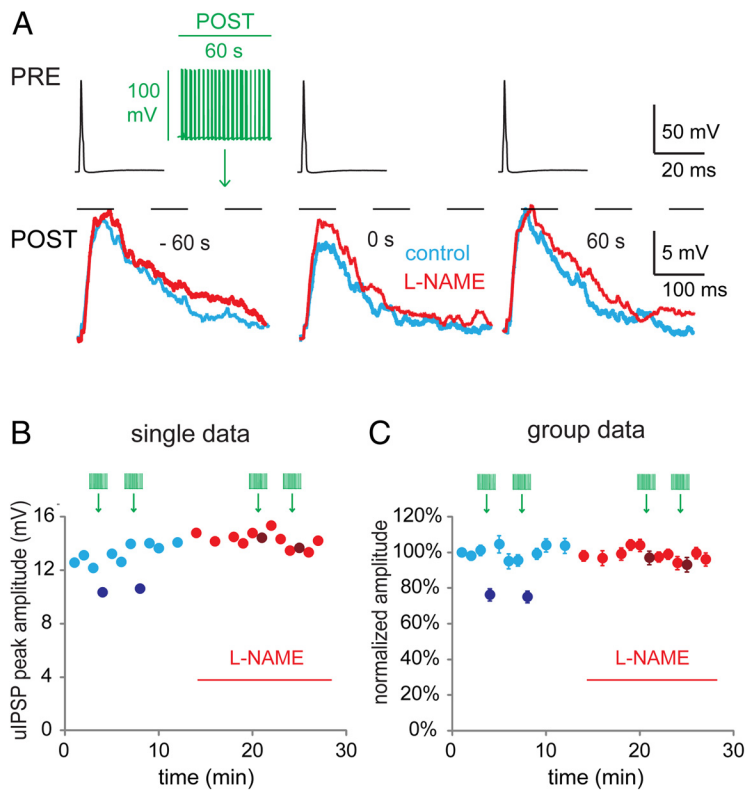 A
POST
60 s
PRE
100
mV
50 mV
20 ms
POST
- 60 s
0 s
60 s
control
L-NAME
5 mV
100 ms
B
single data
uIPSP peak amplitude (mV)
16
14
12
10
4
0
L-NAME
0
10
20
30
time (min)
C
group data
normalized amplitude
120%
100%
80%
60%
40%
20%
0%
L-NAME
0
10
20
30
time (min)